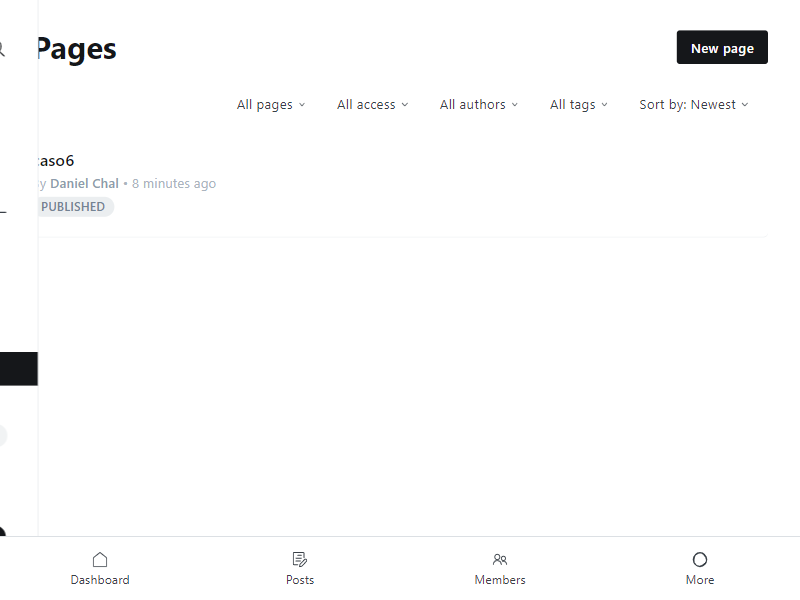 Pages
New page
All pages
All access
All authors
All tags
Sort by: Newest
caso6
by Daniel Chal • 8 minutes ago
PUBLISHED
Dashboard
Posts
Members
More